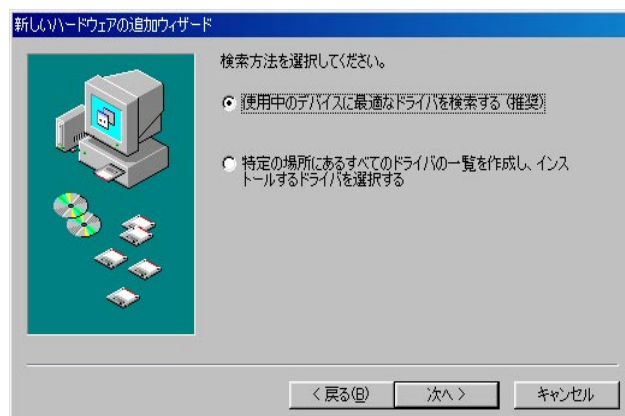 新しいハードウェアの追加ウィザード
検索方法を選択してください。
使用中のデバイスに最適なドライバを検索する (推奨)
特定の場所にあるすべてのドライバの一覧を作成し、インス
トールするドライバを選択する
< 戻る(B)
次へ >
キャンセル